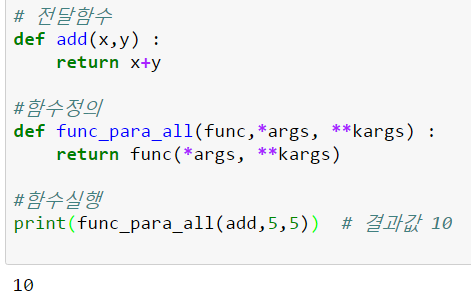 # 전달함수
def add(x,y) :
    return x+y
#함수정의
def func_para_all(func,*args, **kargs) :
    return func(*args, **kargs)
#함수실행
print(func_para_all(add,5,5))  # 결과값 10
10